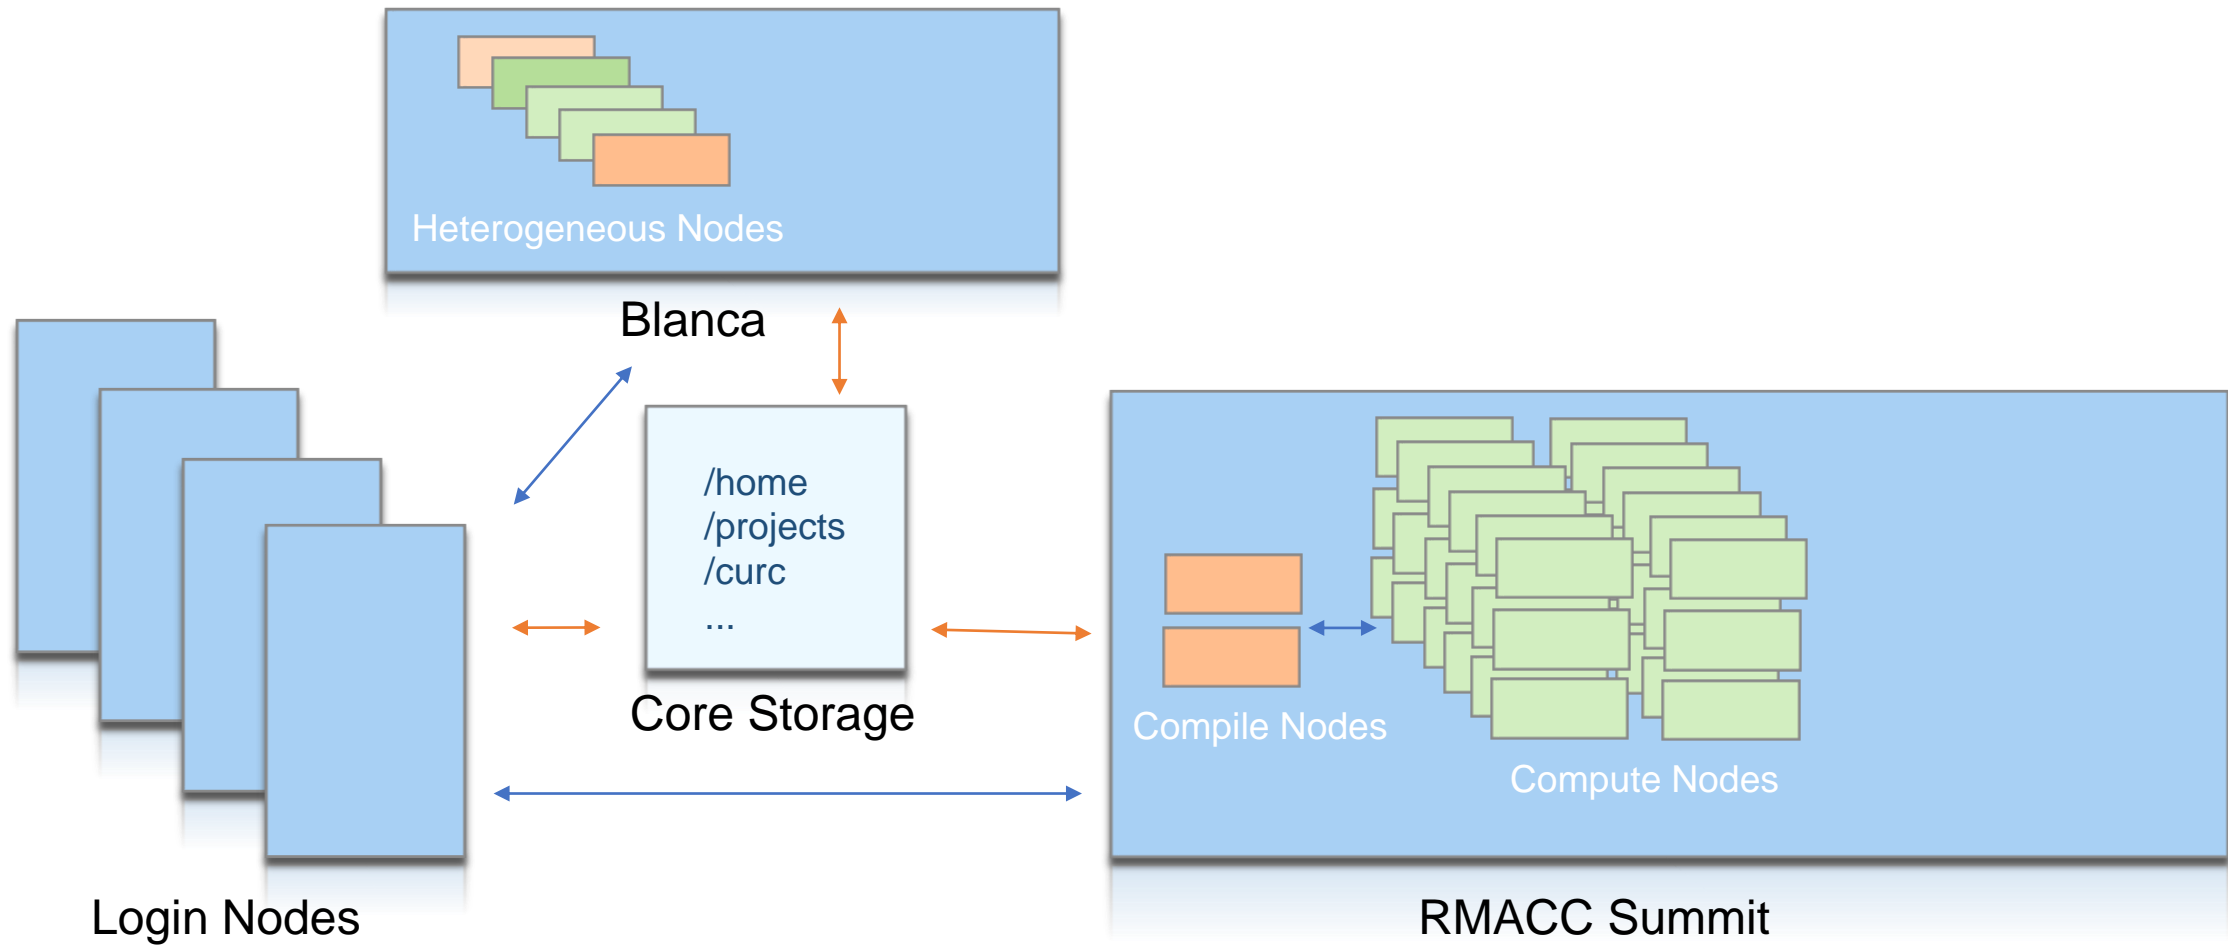 Heterogeneous Nodes
Blanca
/home
/projects
/curc
...
Core Storage
Compile Nodes
Compute Nodes
Login Nodes
RMACC Summit